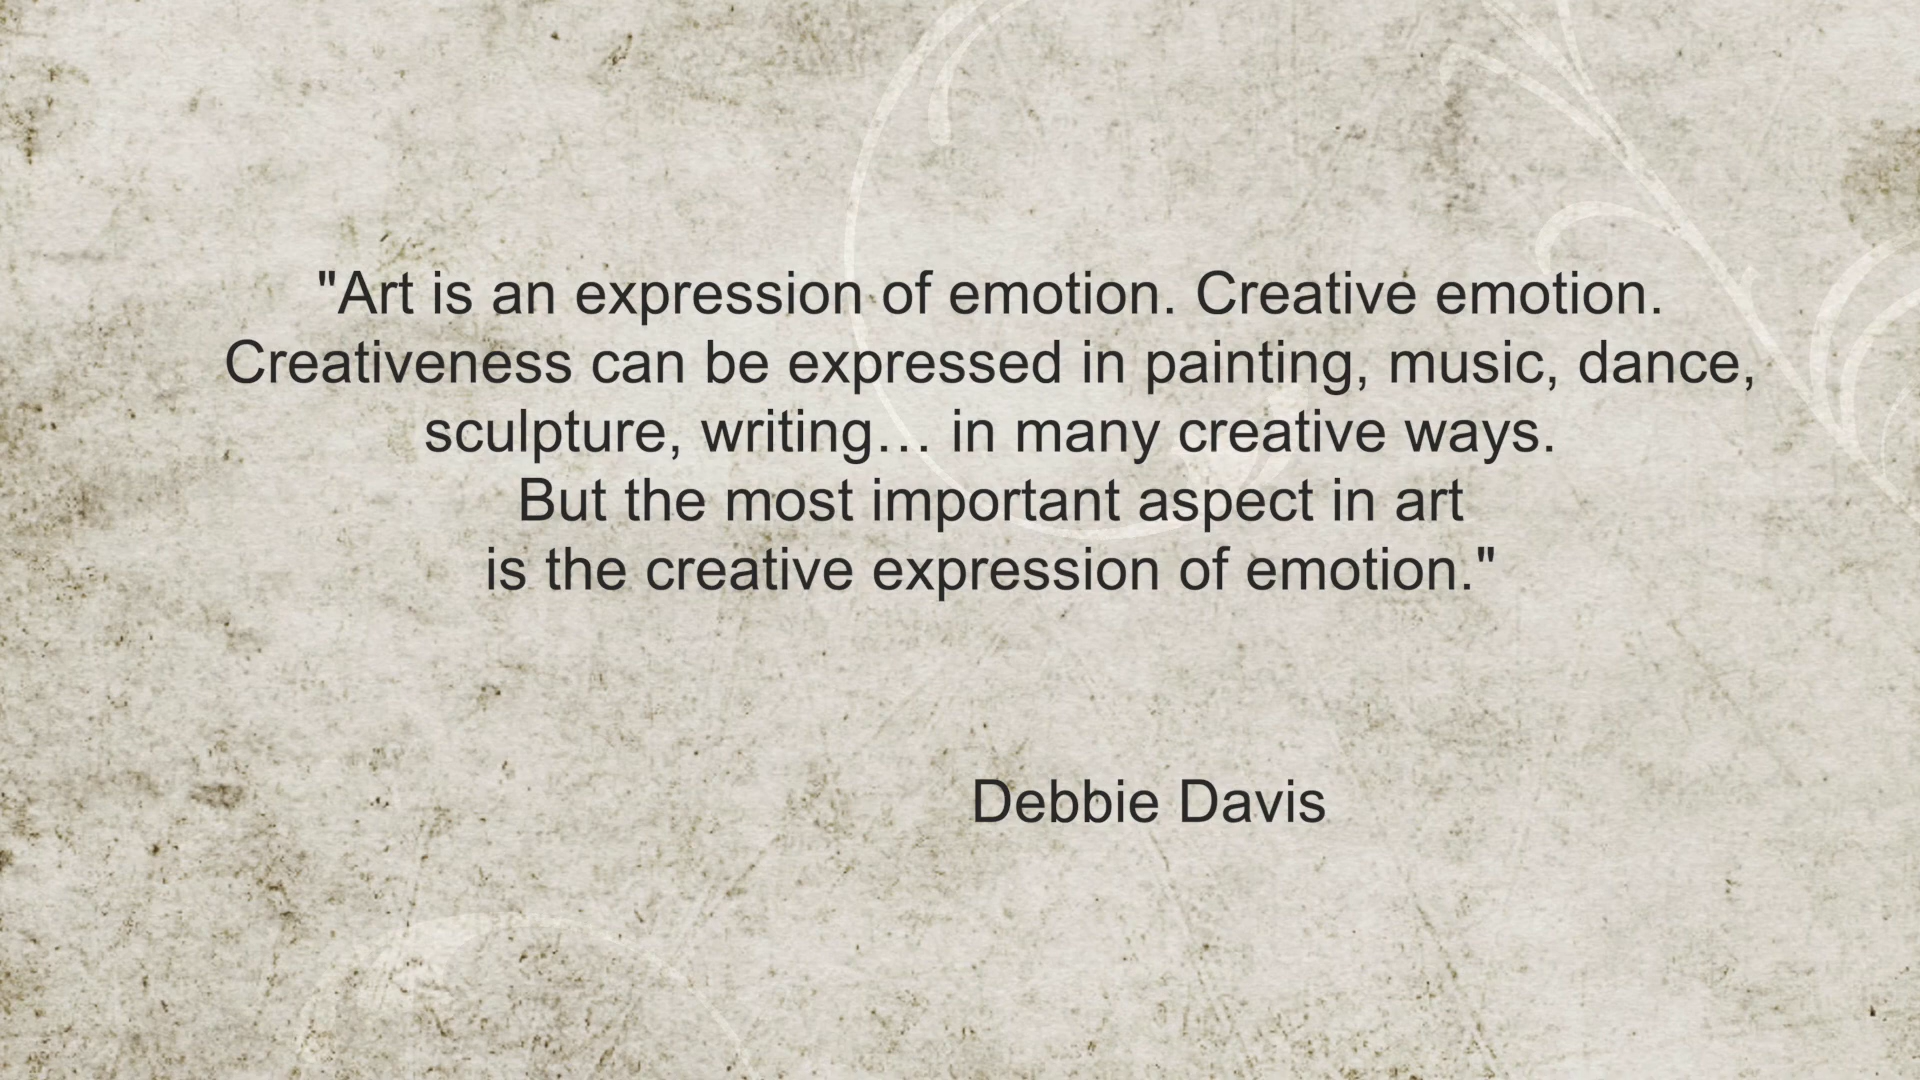 "Art is an expression of emotion. Creative emotion.
Creativeness can be expressed in painting, music, dance,
sculpture, writing… in many creative ways.
But the most important aspect in art
is the creative expression of emotion."
Debbie Davis